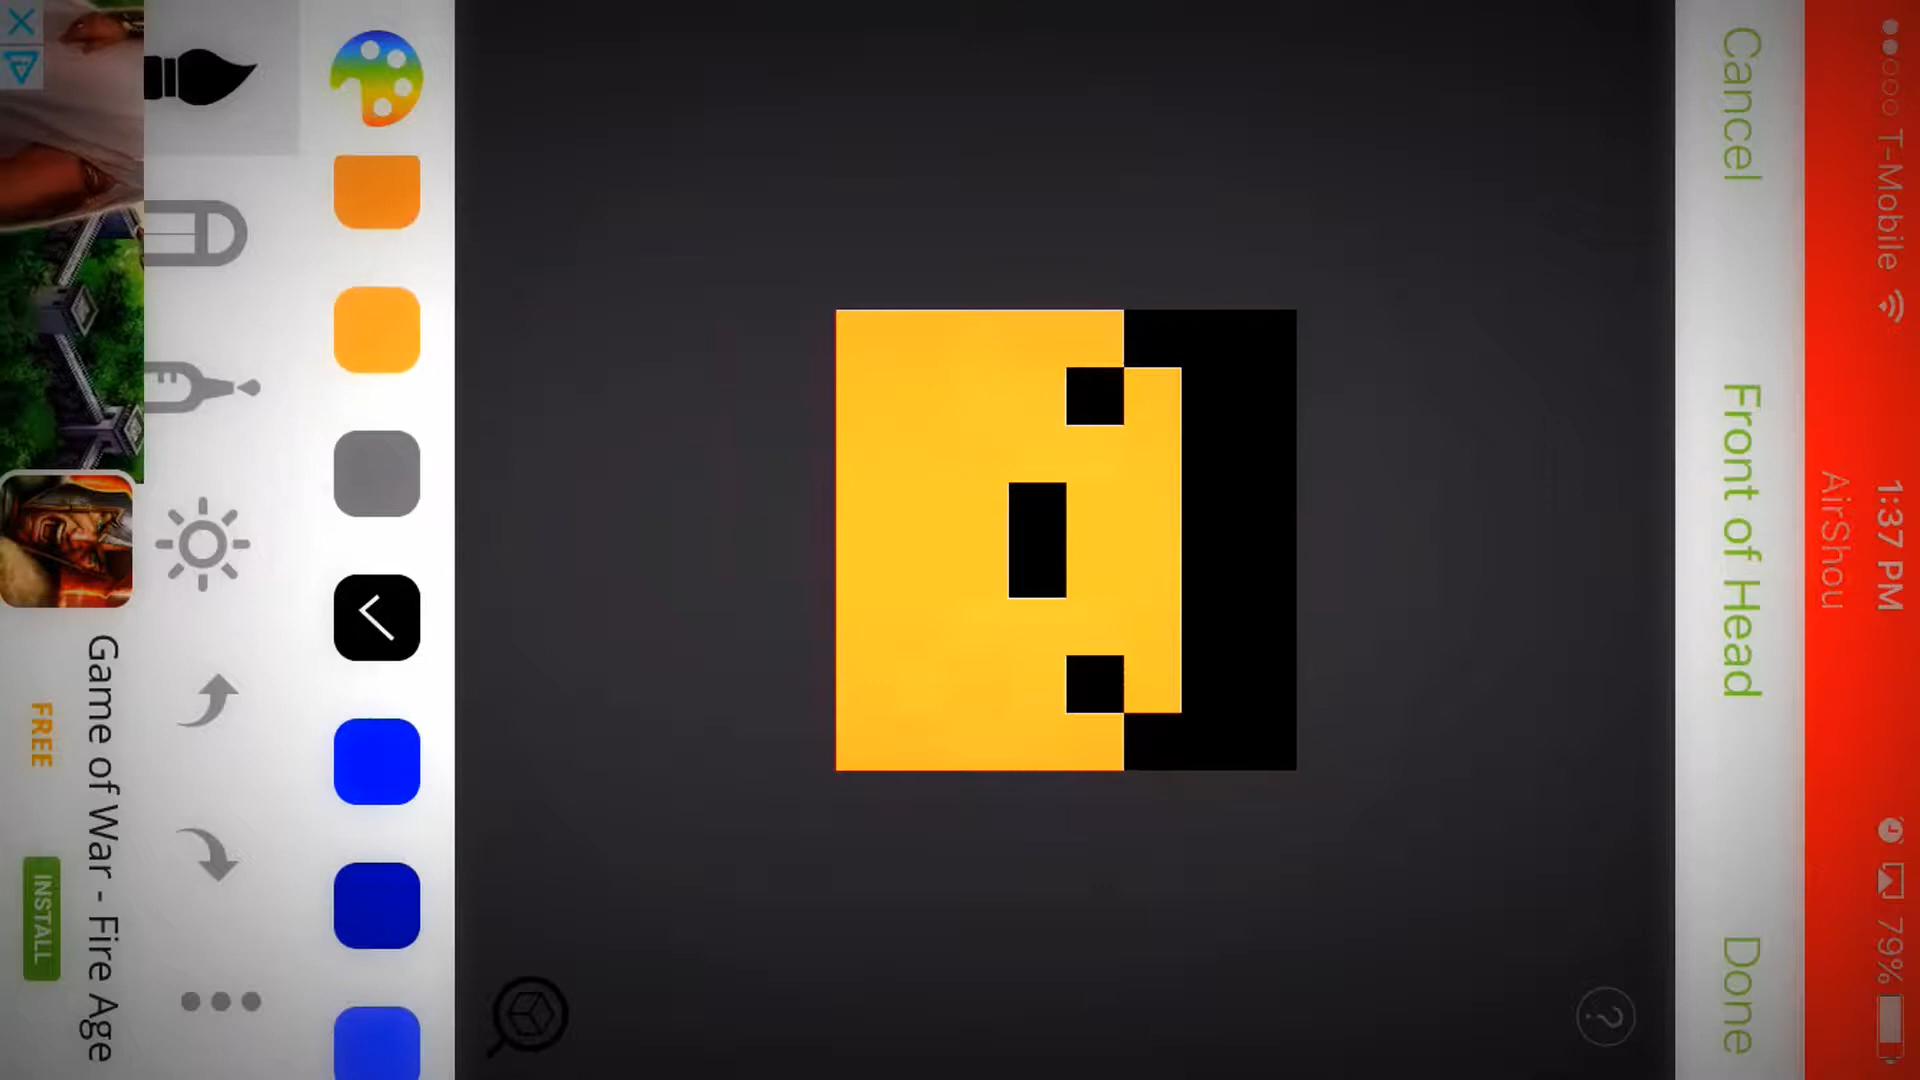 T-Mobile 1:37 PM 79%
AirShou
Cancel Front of Head Done
?
Game of War - Fire Age
FREE INSTALL